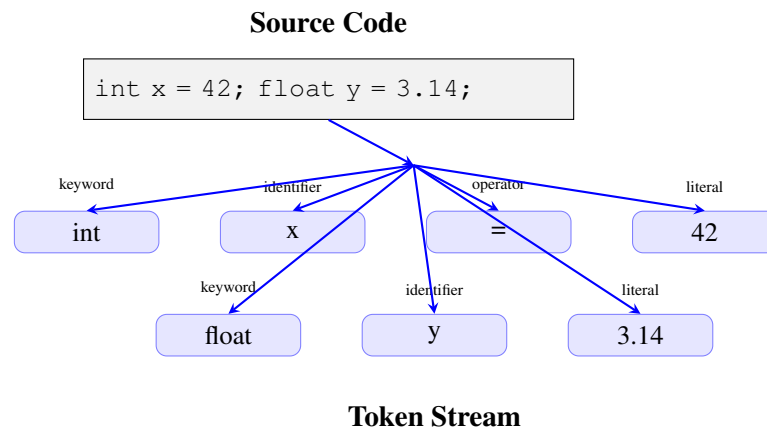 Source Code
int x = 42; float y = 3.14;
keyword identifier operator literal
int x = 42
keyword identifier literal
float y 3.14
Token Stream